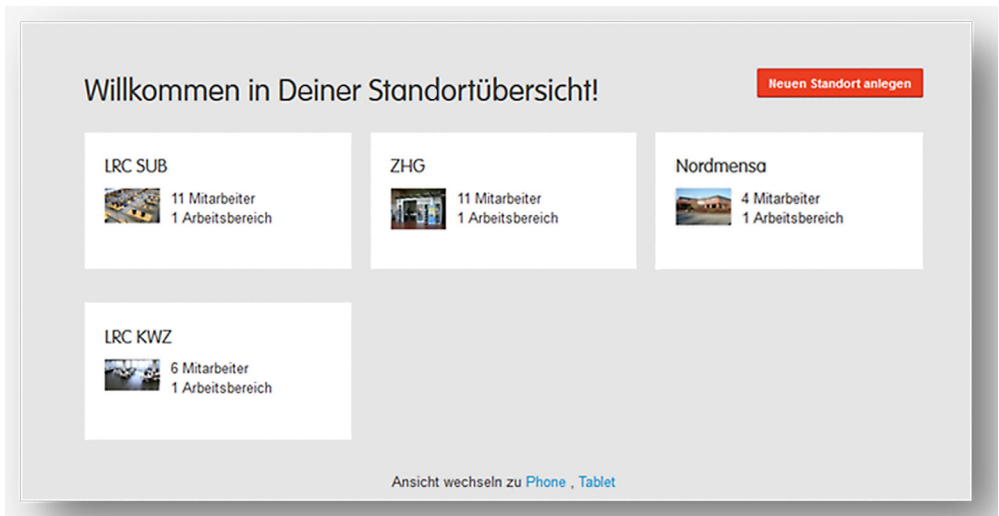 Willkommen in Deiner Standortübersicht!
Neuen Standort anlegen
LRC SUB
11 Mitarbeiter
1 Arbeitsbereich
ZHG
11 Mitarbeiter
1 Arbeitsbereich
Nordmensa
4 Mitarbeiter
1 Arbeitsbereich
LRC KWZ
6 Mitarbeiter
1 Arbeitsbereich
Ansicht wechseln zu Phone , Tablet